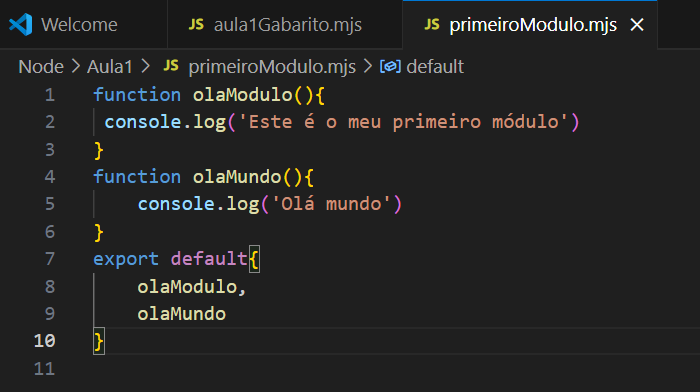 Welcome
JS aula1Gabarito.mjs
JS primeiroModulo.mjs
Node > Aula1 > JS primeiroModulo.mjs > default
1 function olaModulo(){
2 console.log('Este é o meu primeiro módulo')
3 }
4 function olaMundo(){
5 console.log('Olá mundo')
6 }
7 export default{
8 olaModulo,
9 olaMundo
10 }
11